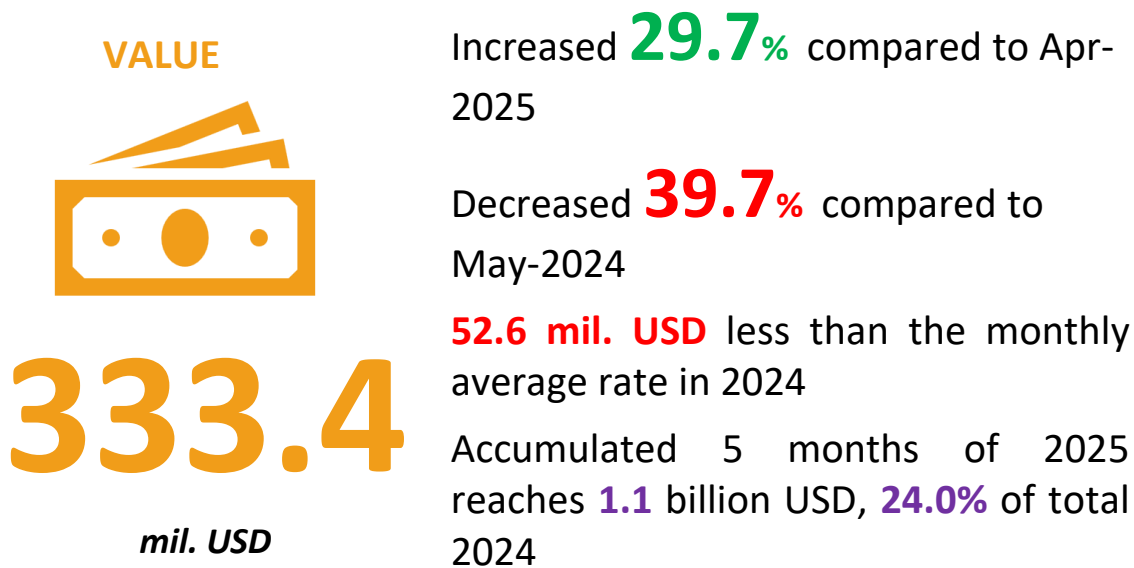 VALUE
333.4
mil. USD
Increased 29.7% compared to Apr-
2025
Decreased 39.7% compared to
May-2024
52.6 mil. USD less than the monthly
average rate in 2024
Accumulated 5 months of 2025
reaches 1.1 billion USD, 24.0% of total
2024